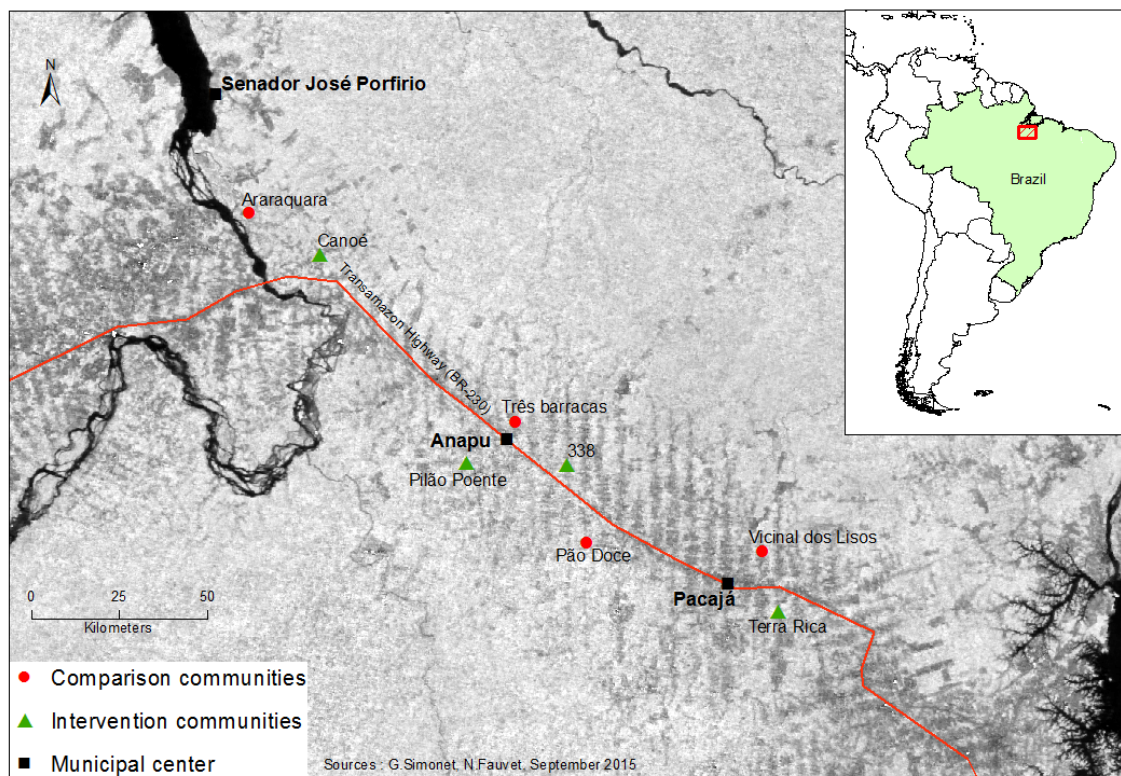 N
Senador José Porfirio
Araraquara
Canoé
Transamazon Highway (BR-230)
Três barracas
Anapu
338
Pilão Poente
Pão Doce
Vicinal dos Lisos
Pacajá
Terra Rica
0 25 50
Kilometers
Comparison communities
Intervention communities
Municipal center
Sources : G.Simonet, N.Fauvet, September 2015
Brazil